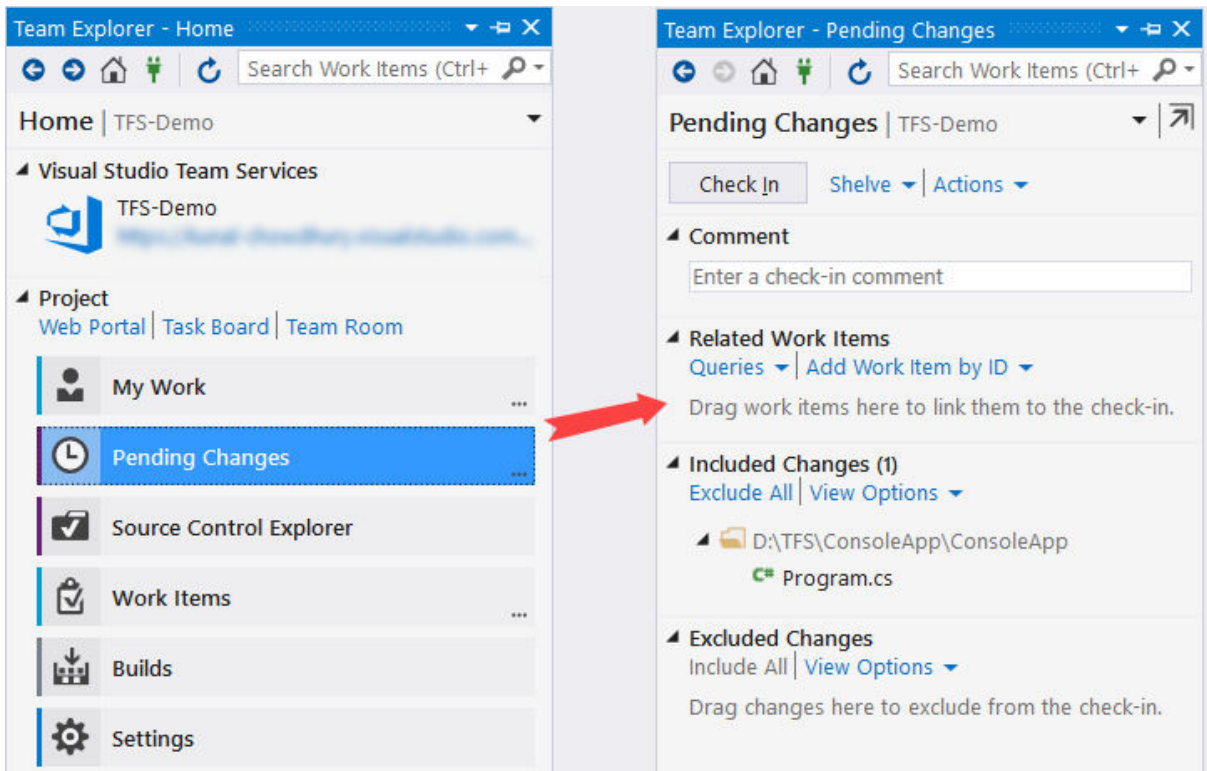 Team Explorer - Home
Search Work Items (Ctrl+
Home | TFS-Demo
Visual Studio Team Services
TFS-Demo
Project
Web Portal | Task Board | Team Room
My Work
...
Pending Changes
...
Source Control Explorer
Work Items
...
Builds
Settings
Team Explorer - Pending Changes
Search Work Items (Ctrl+
Pending Changes | TFS-Demo
Check In Shelve | Actions
Comment
Enter a check-in comment
Related Work Items
Queries | Add Work Item by ID
Drag work items here to link them to the check-in.
Included Changes (1)
Exclude All | View Options
D:\TFS\ConsoleApp\ConsoleApp
C# Program.cs
Excluded Changes
Include All | View Options
Drag changes here to exclude from the check-in.